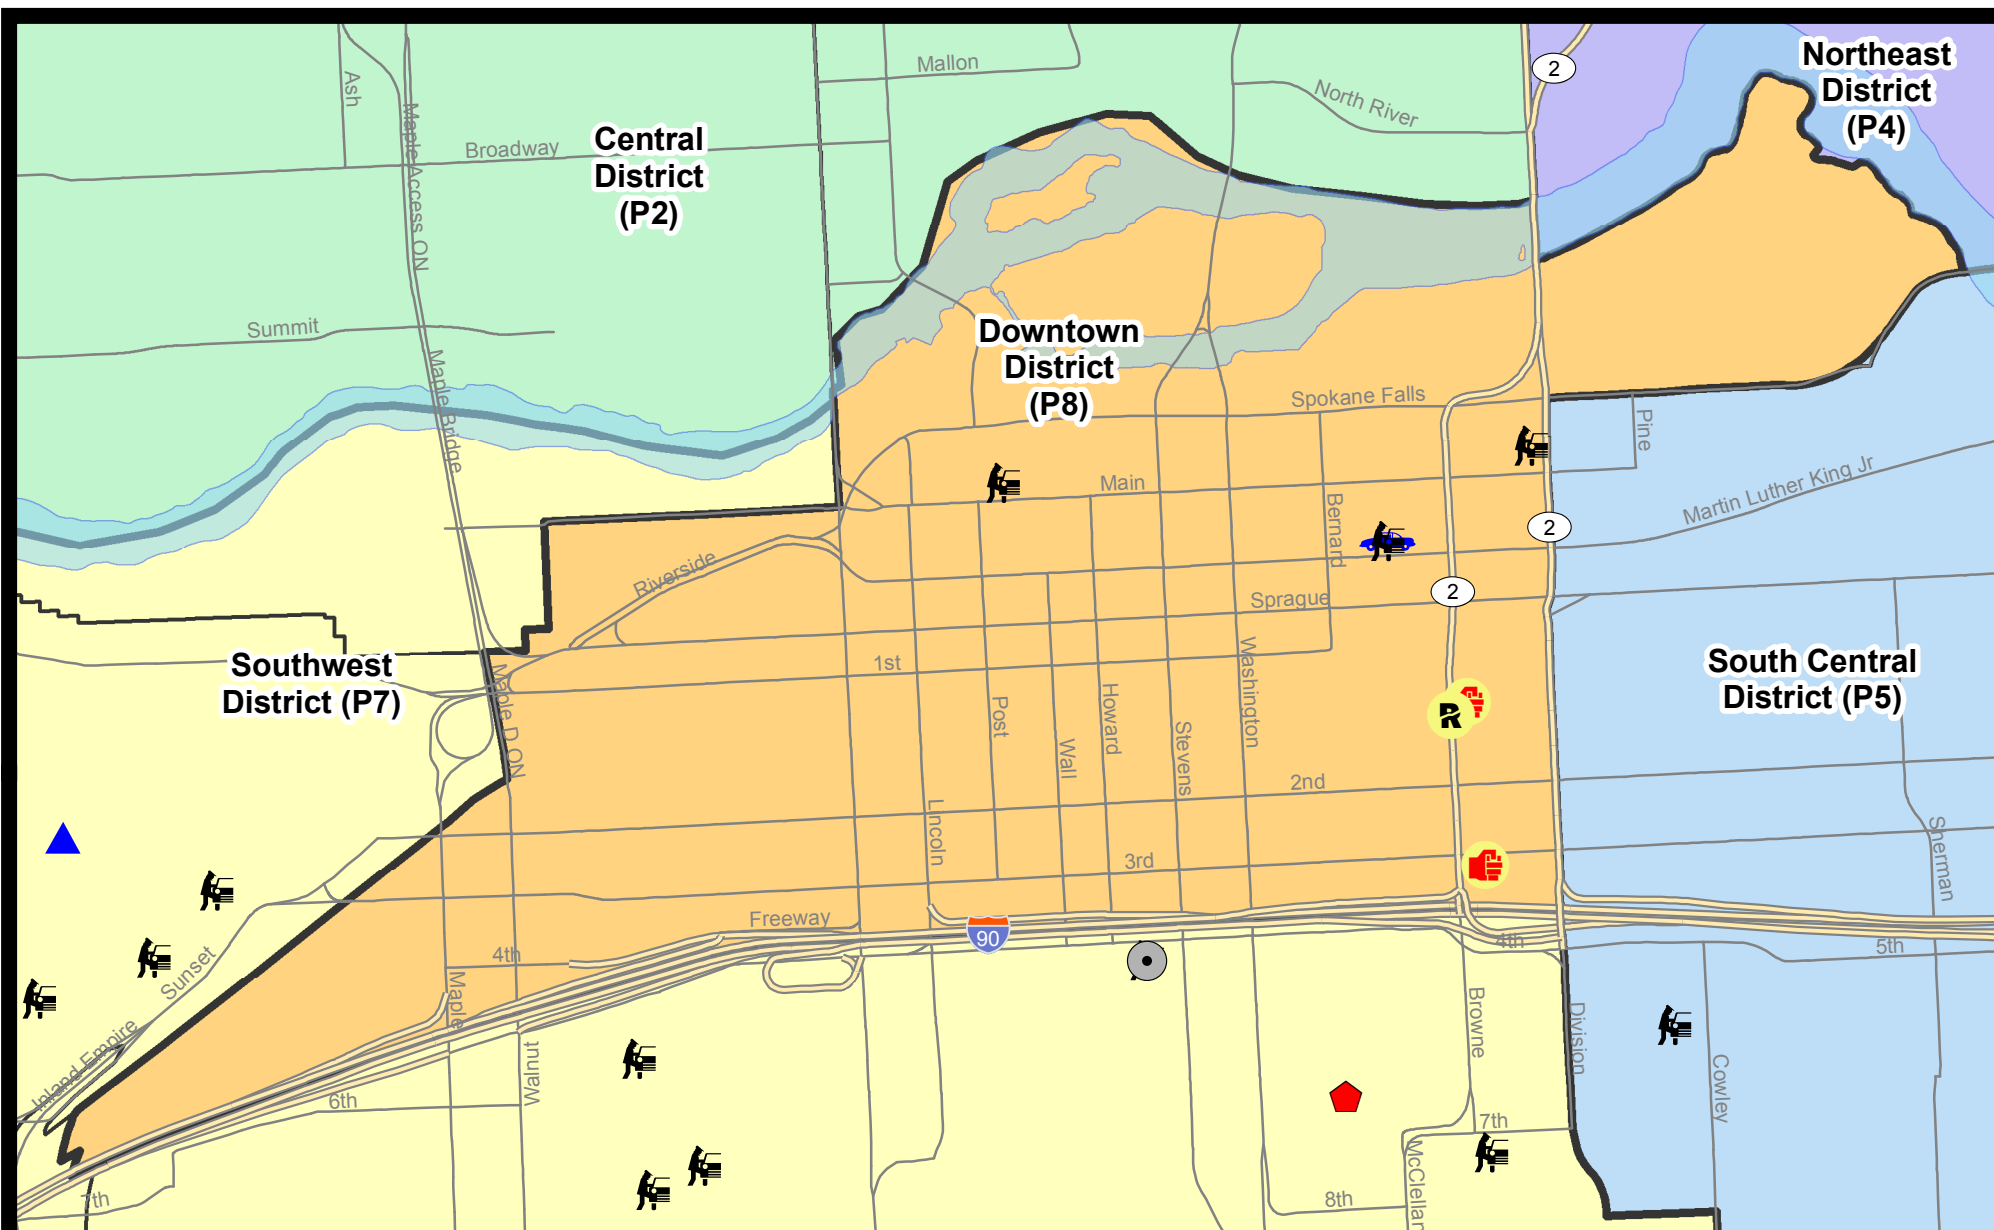 Northeast
District
(P4)
2
Mallon
Ash
North River
Maple Access ON
Central
District
(P2)
Broadway
Summit
Downtown
District
(P8)
Maple Bridge
Spokane Falls
Pine
Main
Martin Luther King Jr
Bernard
2
Riverside
2
Sprague
Southwest
District (P7)
1st
South Central
District (P5)
Maple D ON
Washington
Post
Howard
Wall
Stevens
2nd
R
Lincoln
Sherman
3rd
Freeway
90
4th
4th
5th
Sunset
Maple
Browne
Division
Inland Empire
Walnut
6th
Cowley
7th
McClellan
7th
8th